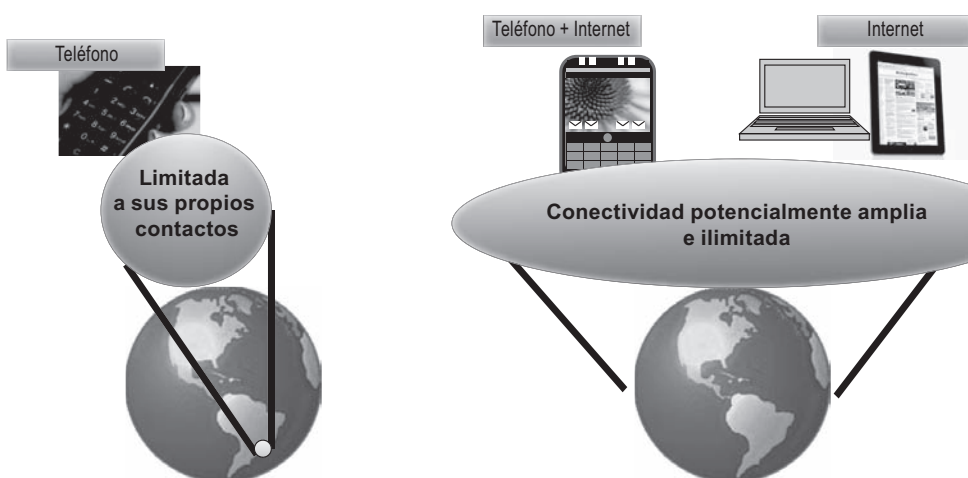 Teléfono
Limitada
a sus propios
contactos
Teléfono + Internet
Internet
Conectividad potencialmente amplia
e ilimitada